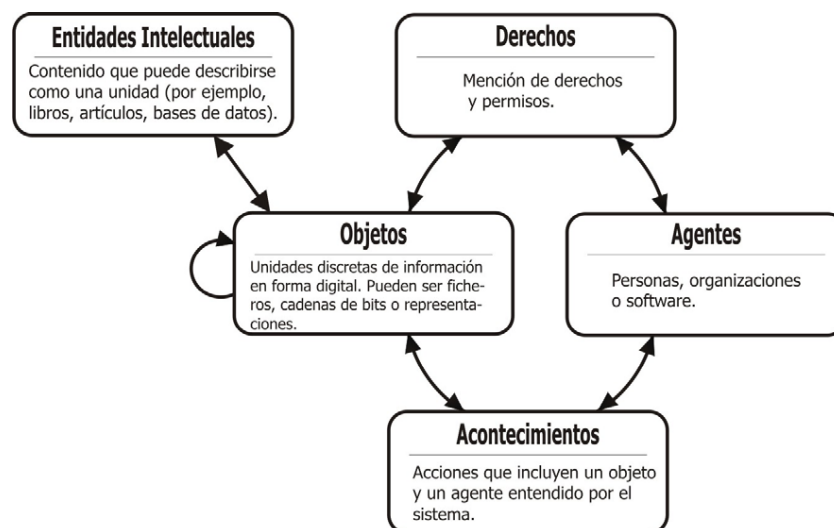 Entidades Intelectuales
Contenido que puede describirse
como una unidad (por ejemplo,
libros, artículos, bases de datos).
Derechos
Mención de derechos
y permisos.
Objetos
Unidades discretas de información
en forma digital. Pueden ser fiche-
ros, cadenas de bits o representa-
ciones.
Agentes
Personas, organizaciones
o software.
Acontecimientos
Acciones que incluyen un objeto
y un agente entendido por el
sistema.